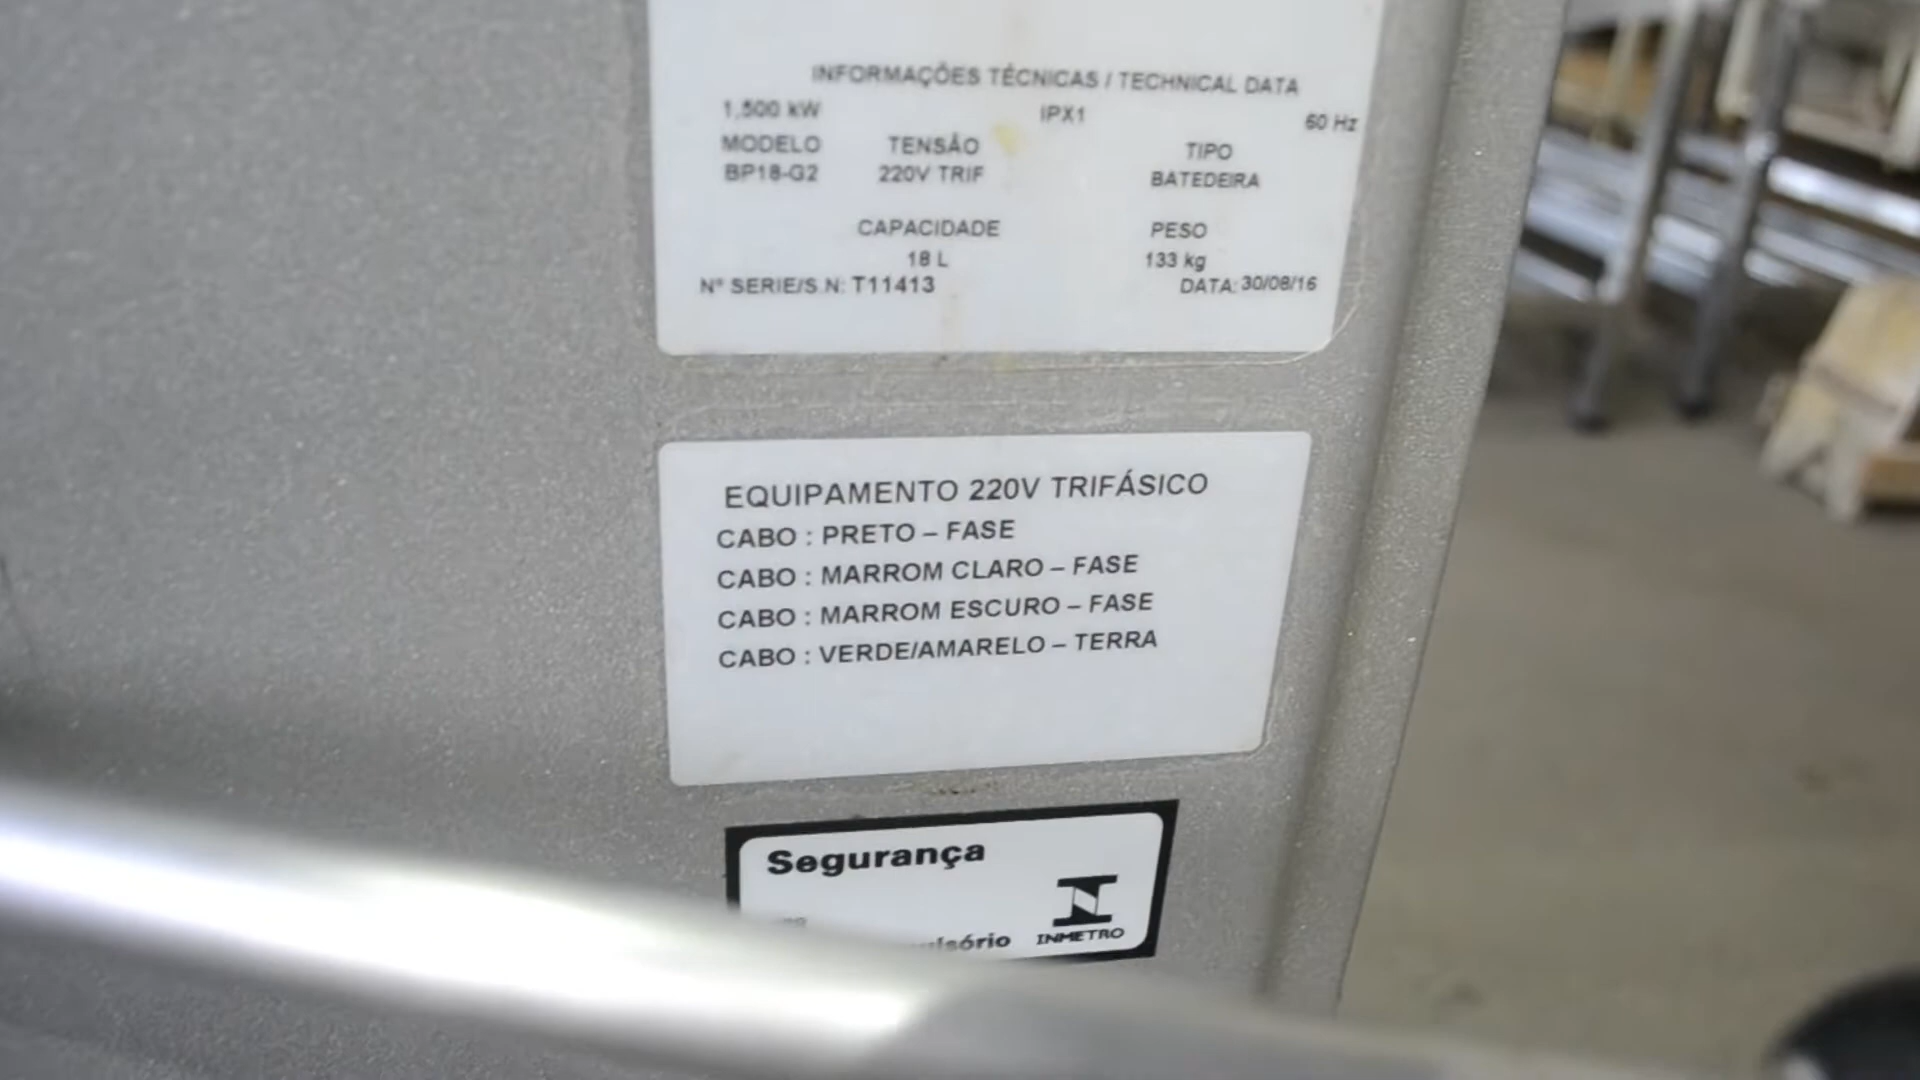 INFORMAÇÕES TÉCNICAS / TECHNICAL DATA
1,500 kW IPX1 60 Hz
MODELO TENSÃO TIPO
BP18-G2 220V TRIF BATEDEIRA
CAPACIDADE PESO
18 L 133 kg
Nº SERIE/S.N: T11413 DATA: 30/08/16
EQUIPAMENTO 220V TRIFÁSICO
CABO : PRETO – FASE
CABO : MARROM CLARO – FASE
CABO : MARROM ESCURO – FASE
CABO : VERDE/AMARELO – TERRA
Segurança
INMETRO